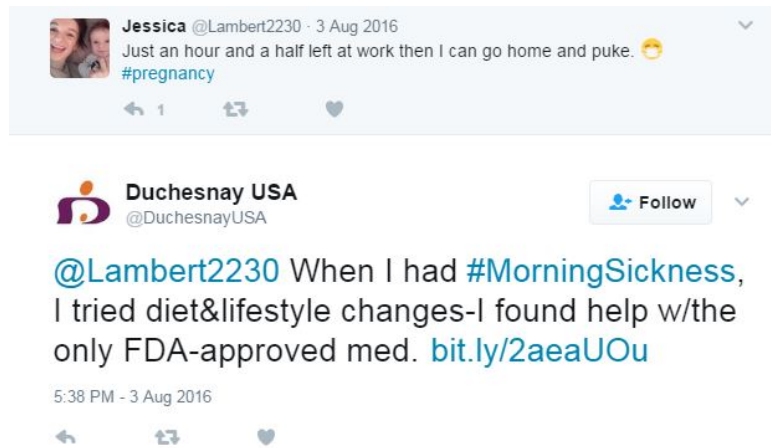 Jessica @Lambert2230 · 3 Aug 2016
Just an hour and a half left at work then I can go home and puke. 😷
#pregnancy
1
Duchesnay USA
@DuchesnayUSA
Follow
@Lambert2230 When I had #MorningSickness,
I tried diet&lifestyle changes-I found help w/the
only FDA-approved med. bit.ly/2aeaUOu
5:38 PM - 3 Aug 2016